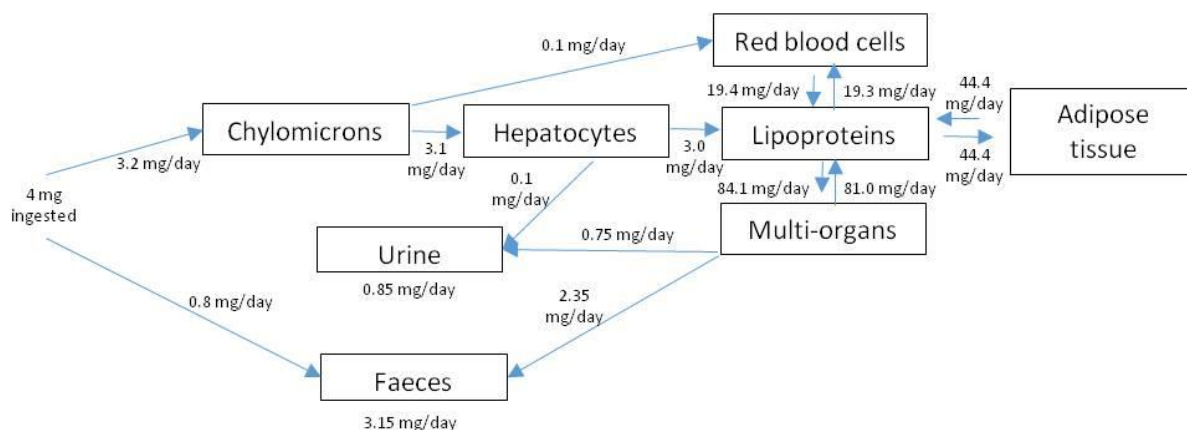 Red blood cells
0.1 mg/day
19.4 mg/day
19.3 mg/day
44.4
mg/day
Chylomicrons
Hepatocytes
Lipoproteins
Adipose
tissue
3.2 mg/day
3.1
mg/day
3.0
mg/day
44.4
mg/day
4 mg
ingested
0.1
mg/day
84.1 mg/day
81.0 mg/day
Urine
0.75 mg/day
Multi-organs
0.85 mg/day
0.8 mg/day
2.35
mg/day
Faeces
3.15 mg/day